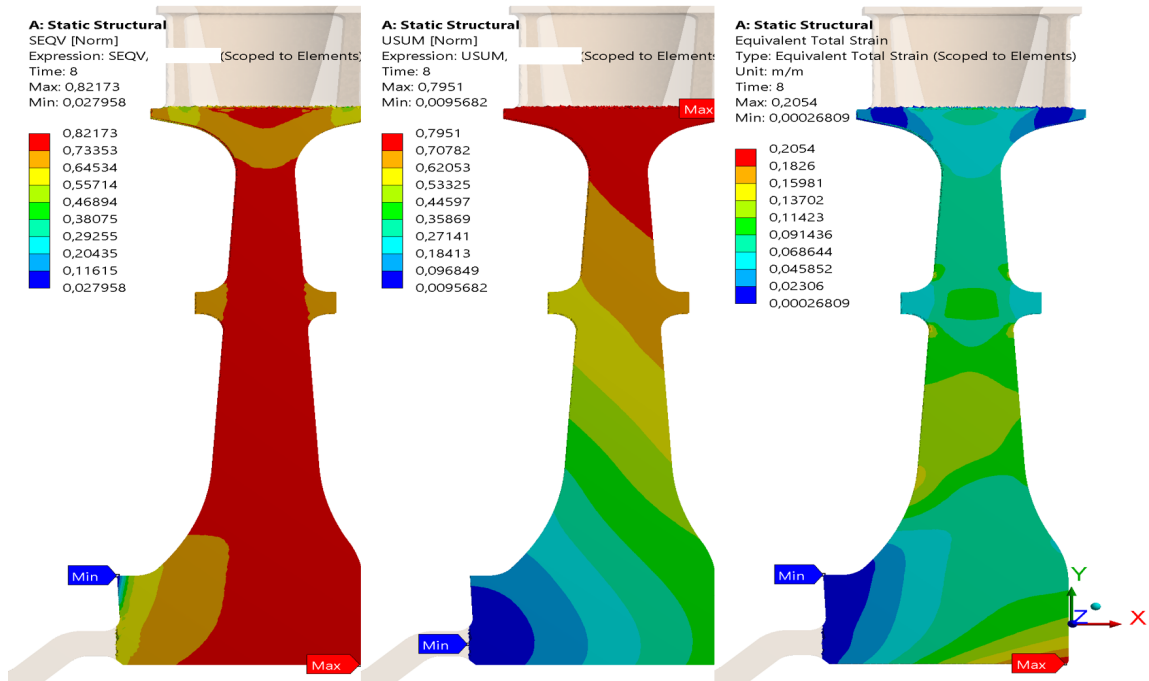 A: Static Structural
SEQV [Norm]
Expression: SEQV, (Scoped to Elements)
Time: 8
Max: 0,82173
Min: 0,027958
0,82173
0,73353
0,64534
0,55714
0,46894
0,38075
0,29255
0,20435
0,11615
0,027958
Min
Max
A: Static Structural
USUM [Norm]
Expression: USUM, (Scoped to Elements
Time: 8
Max: 0,7951
Min: 0,0095682
Max
0,7951
0,70782
0,62053
0,53325
0,44597
0,35869
0,27141
0,18413
0,096849
0,0095682
Min
A: Static Structural
Equivalent Total Strain
Type: Equivalent Total Strain (Scoped to Elements)
Unit: m/m
Time: 8
Max: 0,2054
Min: 0,00026809
0,2054
0,1826
0,15981
0,13702
0,11423
0,091436
0,068644
0,045852
0,02306
0,00026809
Min
Y
Z
X
Max